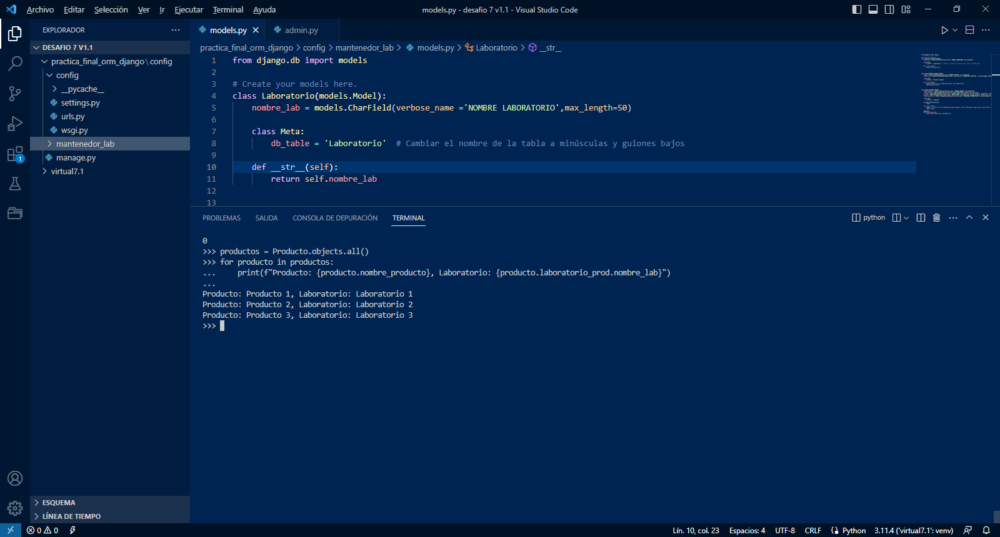 Archivo Editar Selección Ver Ir Ejecutar Terminal Ayuda
models.py - desafio 7 v1.1 - Visual Studio Code
EXPLORADOR
DESAFIO 7 V1.1
practica_final_orm_django\config
config
__pycache__
settings.py
urls.py
wsgi.py
mantenedor_lab
manage.py
virtual7.1
ESQUEMA
LÍNEA DE TIEMPO
1
models.py
admin.py
practica_final_orm_django > config > mantenedor_lab > models.py > Laboratorio > __str__
1 from django.db import models
2
3 # Create your models here.
4 class Laboratorio(models.Model):
5 nombre_lab = models.CharField(verbose_name ='NOMBRE LABORATORIO',max_length=50)
6
7 class Meta:
8 db_table = 'Laboratorio'  # Cambiar el nombre de la tabla a minúsculas y guiones bajos
9
10 def __str__(self):
11 return self.nombre_lab
12
13
PROBLEMAS SALIDA CONSOLA DE DEPURACIÓN TERMINAL
python
0
>>> productos = Producto.objects.all()
>>> for producto in productos:
...     print(f"Producto: {producto.nombre_producto}, Laboratorio: {producto.laboratorio_prod.nombre_lab}")
...
Producto: Producto 1, Laboratorio: Laboratorio 1
Producto: Producto 2, Laboratorio: Laboratorio 2
Producto: Producto 3, Laboratorio: Laboratorio 3
>>>
0 0
Lín. 10, col. 23 Espacios: 4 UTF-8 CRLF Python 3.11.4 ('virtual7.1': venv)